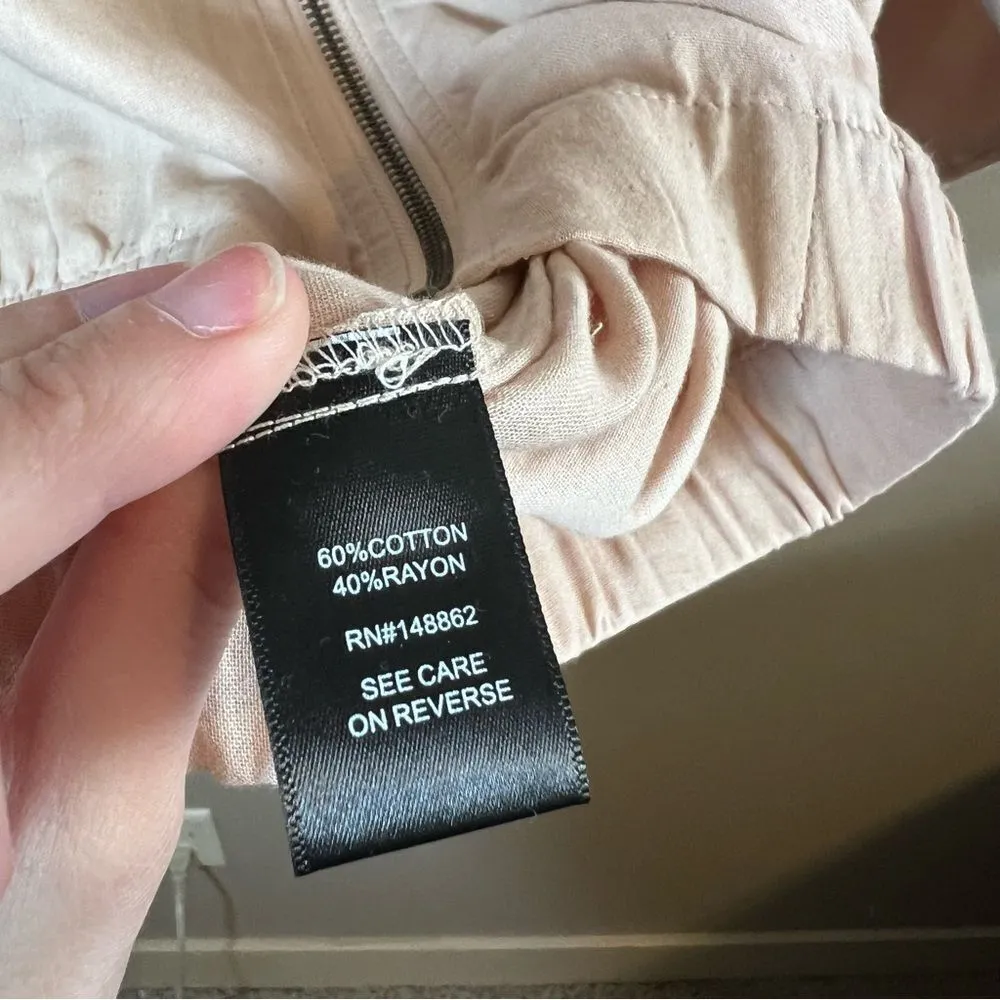 60%COTTON
40%RAYON
RN#148862
SEE CARE
ON REVERSE